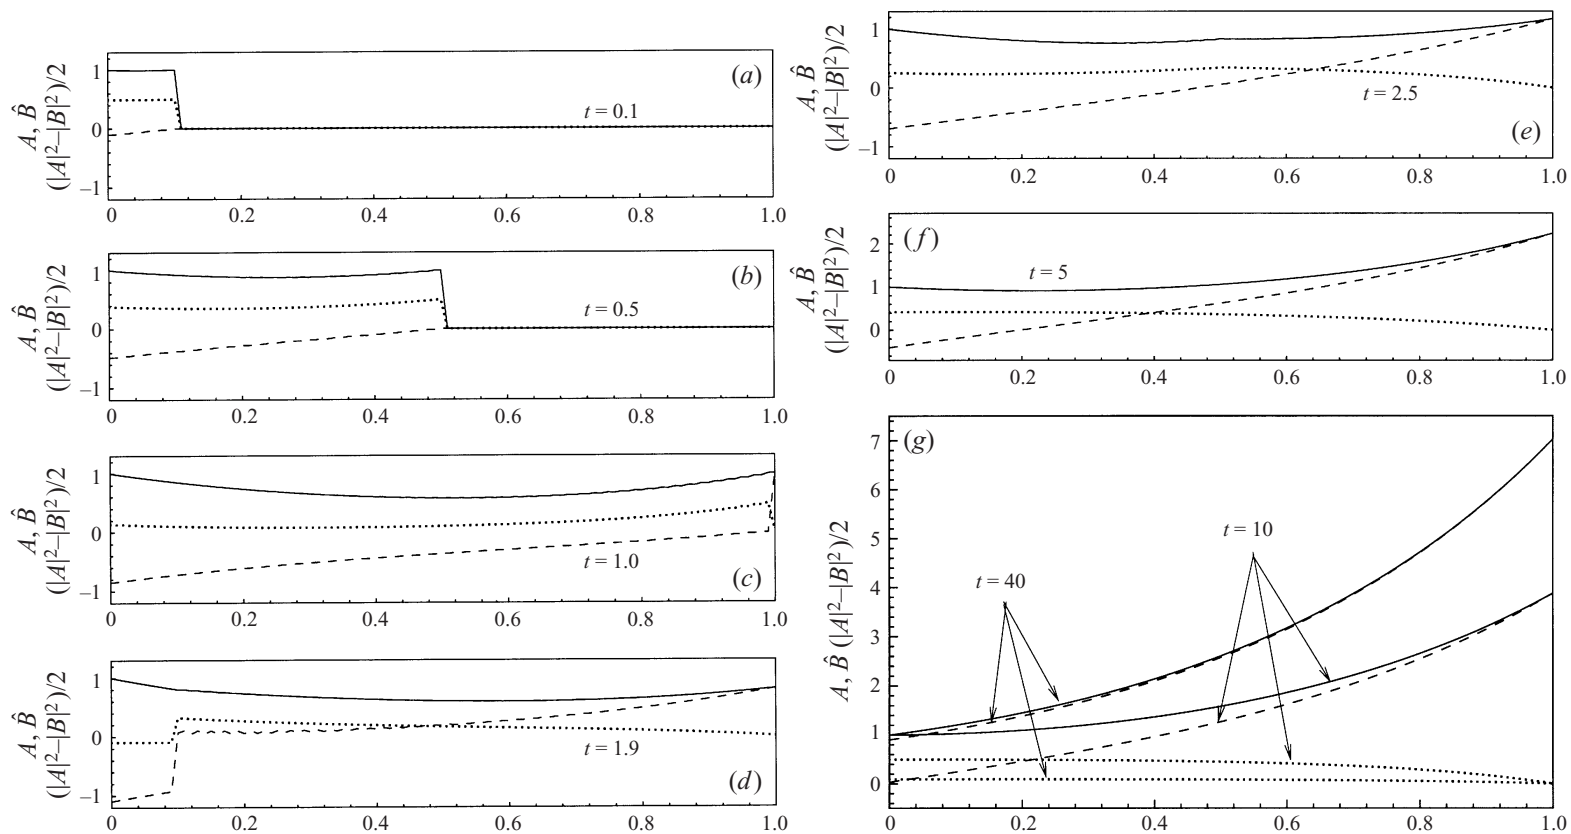 A, B̂
(|A|²–|B|²)/2
1
0
–1
(a)
t = 0.1
0 0.2 0.4 0.6 0.8 1.0
A, B̂
(|A|²–|B|²)/2
1
0
–1
(b)
t = 0.5
0 0.2 0.4 0.6 0.8 1.0
A, B̂
(|A|²–|B|²)/2
1
0
–1
t = 1.0
(c)
0 0.2 0.4 0.6 0.8 1.0
A, B̂
(|A|²–|B|²)/2
1
0
–1
t = 1.9
(d)
0 0.2 0.4 0.6 0.8 1.0
A, B̂
(|A|²–|B|²)/2
1
0
–1
t = 2.5
(e)
0 0.2 0.4 0.6 0.8 1.0
A, B̂
(|A|²–|B|²)/2
2
1
0
(f)
t = 5
0 0.2 0.4 0.6 0.8 1.0
A, B̂ (|A|²–|B|²)/2
7
6
5
4
3
2
1
0
(g)
t = 10
t = 40
0 0.2 0.4 0.6 0.8 1.0